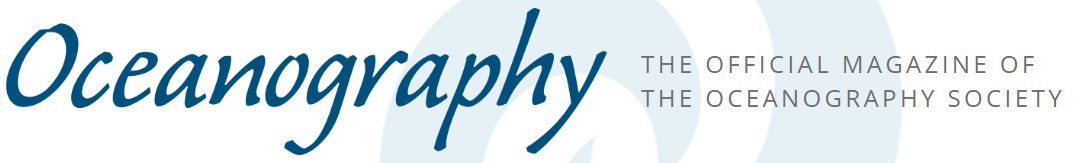 Oceanography
THE OFFICIAL MAGAZINE OF
THE OCEANOGRAPHY SOCIETY